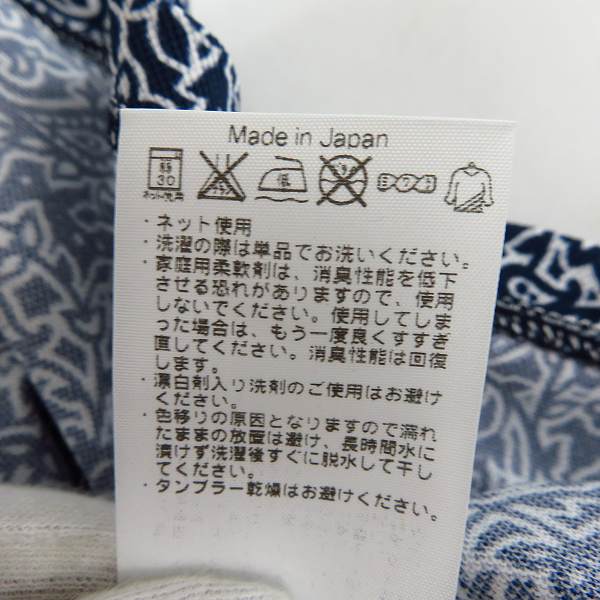 Made in Japan
弱
30
ネット使用
低
ヨワク
・ネット使用
・洗濯の際は単品でお洗いください。
・家庭用柔軟剤は、消臭性能を低下
させる恐れがありますので、使用
しないでください。使用してしま
った場合は、もう一度良くすすぎ
直してください。消臭性能は回復
します。
・漂白剤入り洗剤のご使用はお避け
ください。
・色移りの原因となりますので濡れ
たままの放置は避け、長時間水に
漬けず洗濯後すぐに脱水して干し
てください。
・タンブラー乾燥はお避けください。